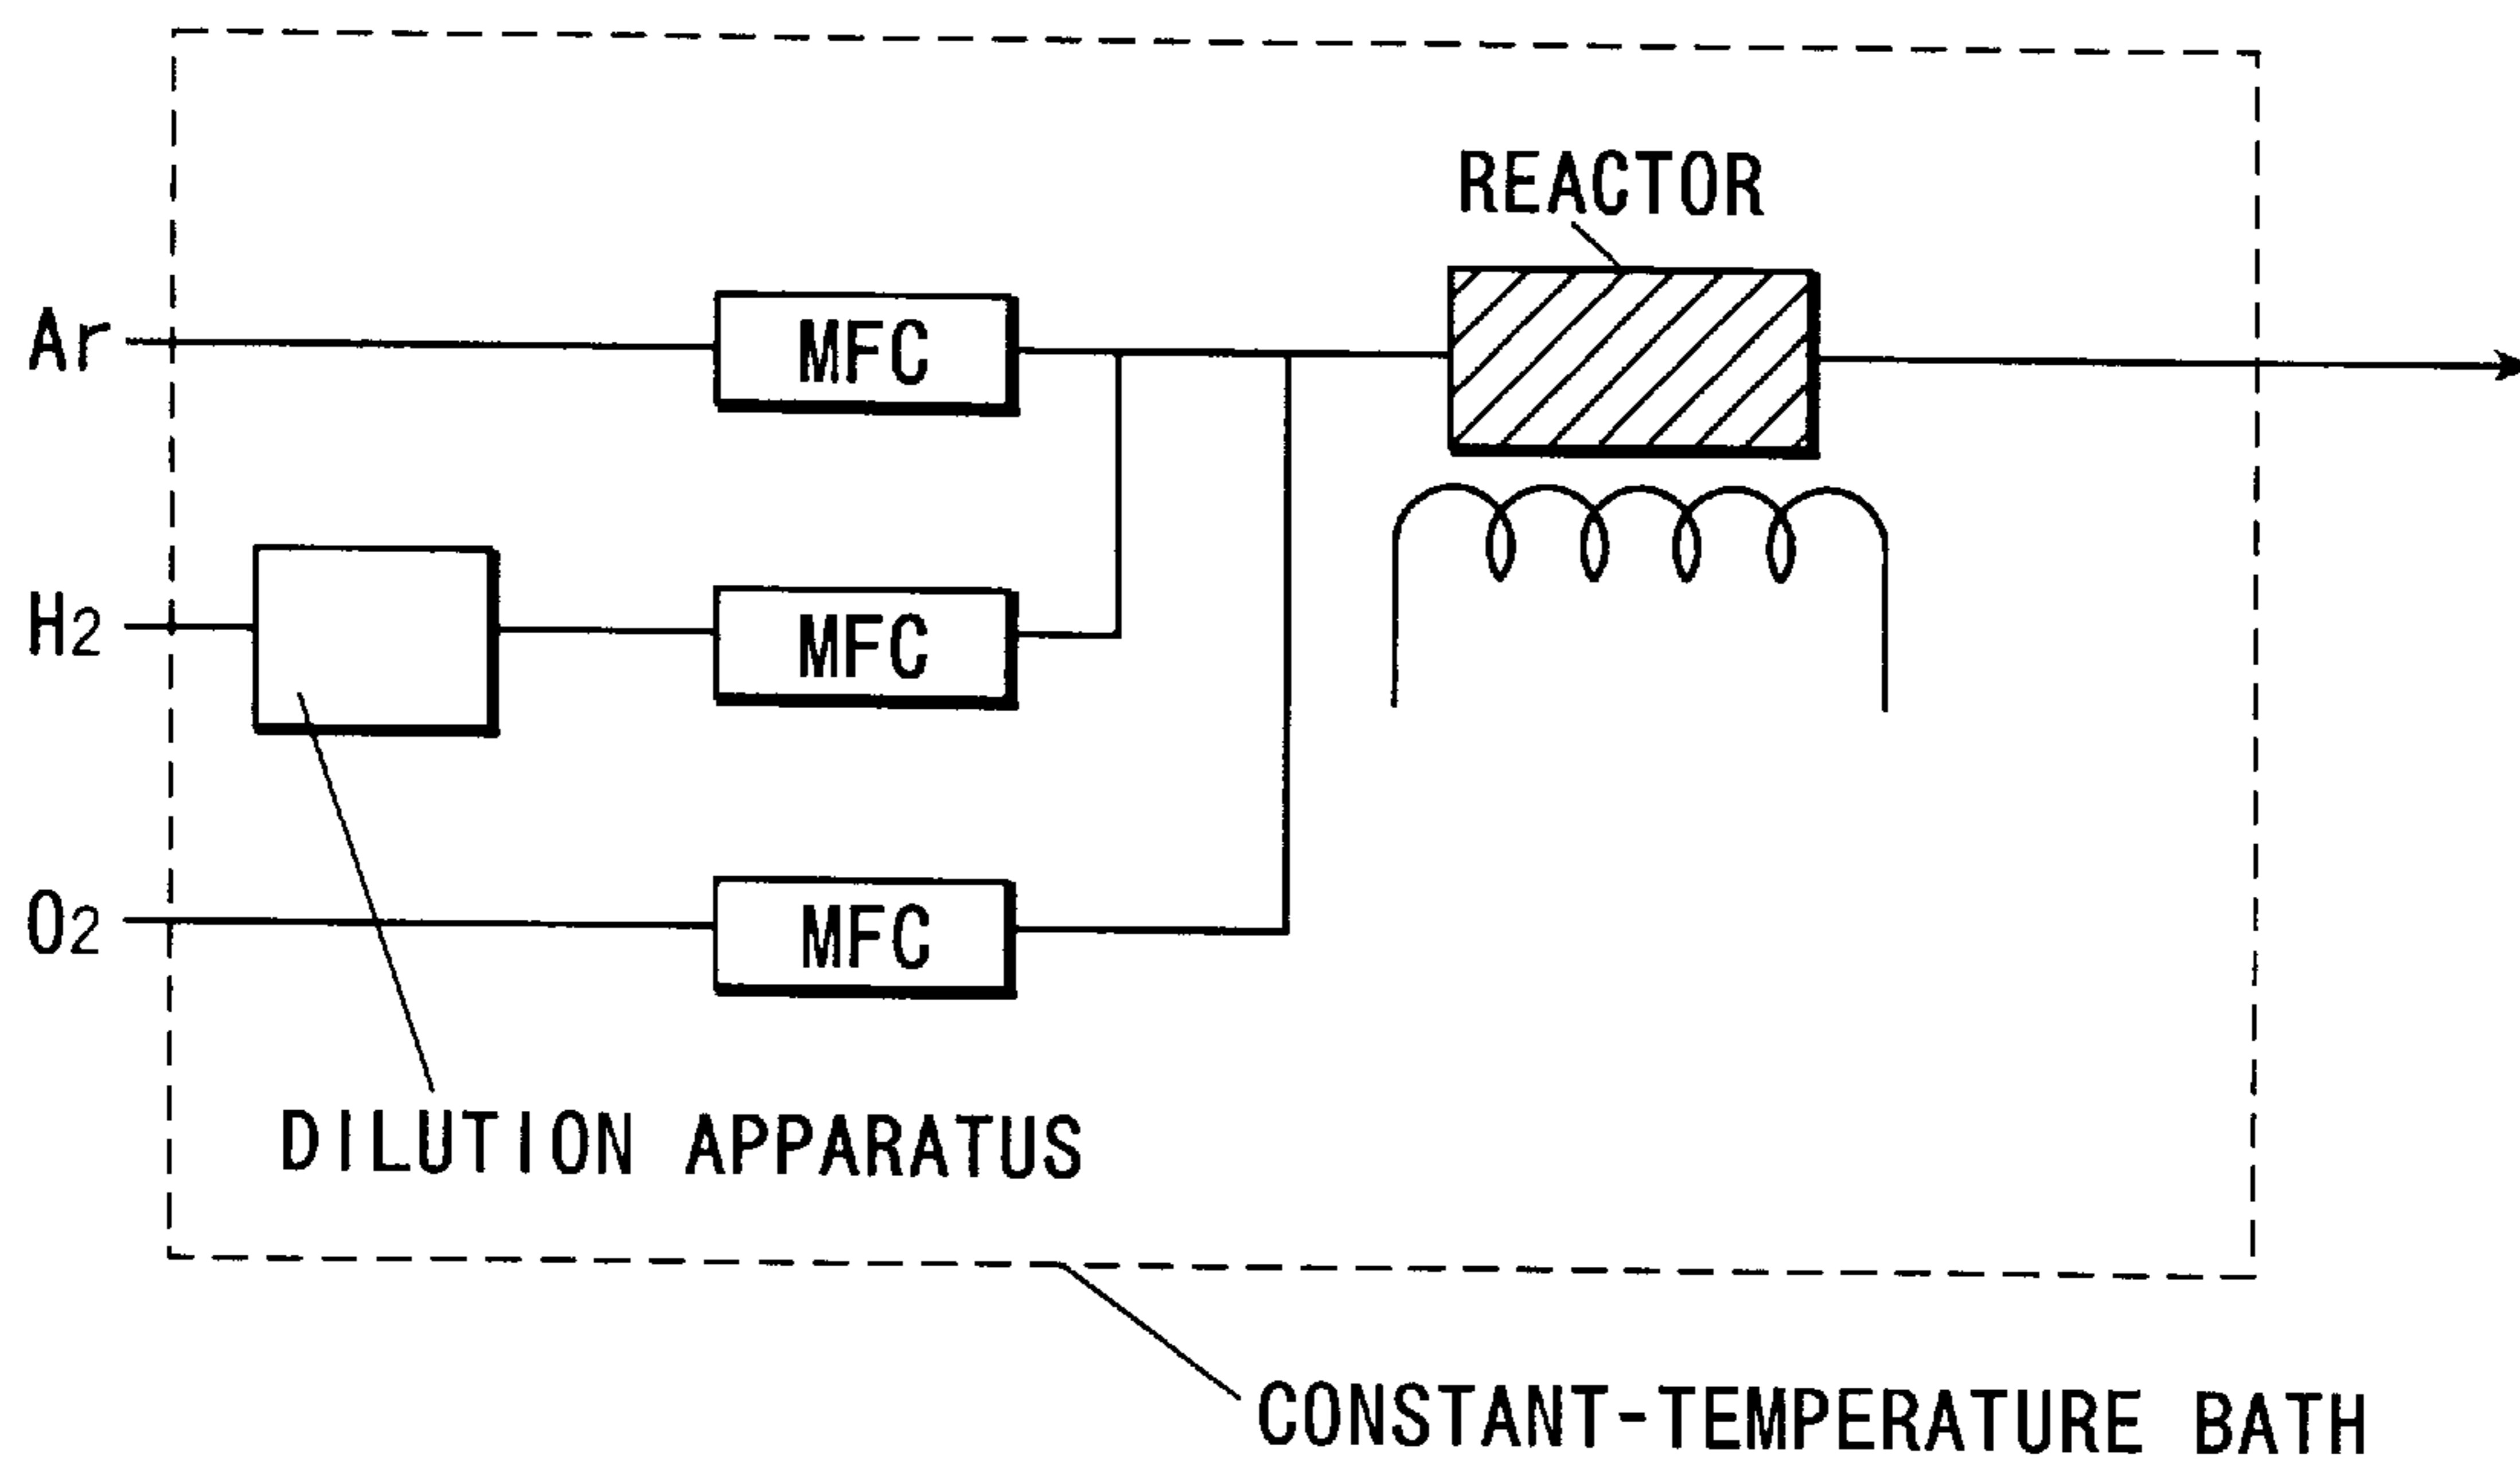 REACTOR
Ar
MFC
H2
MFC
O2
MFC
DILUTION APPARATUS
CONSTANT-TEMPERATURE BATH